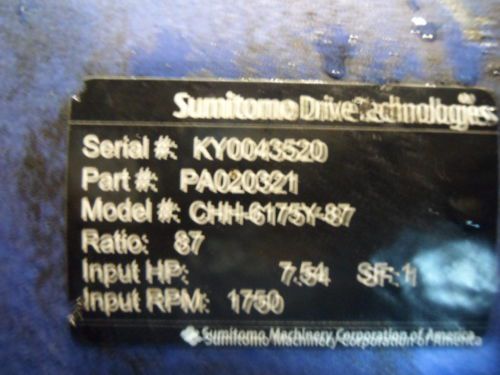 Sumitomo Drive Technologies
Serial #: KY0043520
Part #: PA020321
Model #: CHH-6175Y-87
Ratio: 87
Input HP: 7.54 SF: 1
Input RPM: 1750
Sumitomo Machinery Corporation of America